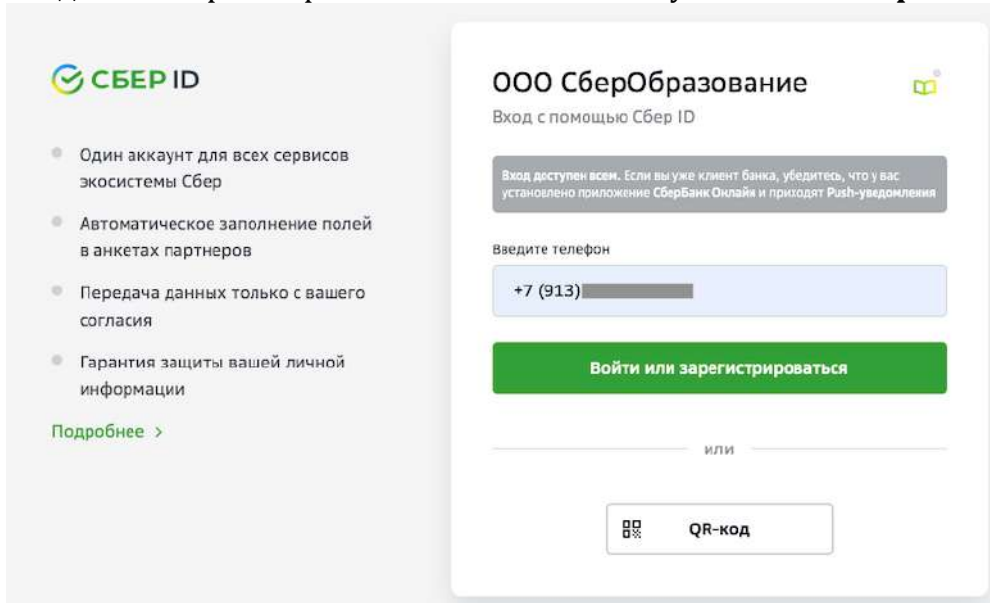 СБЕР ID
Один аккаунт для всех сервисов
экосистемы Сбер
Автоматическое заполнение полей
в анкетах партнеров
Передача данных только с вашего
согласия
Гарантия защиты вашей личной
информации
Подробнее >
ООО СберОбразование
Вход с помощью Сбер ID
Вход доступен всем. Если вы уже клиент банка, убедитесь, что у вас
установлено приложение СберБанк Онлайн и приходят Push-уведомления
Введите телефон
+7 (913)
Войти или зарегистрироваться
или
QR-код